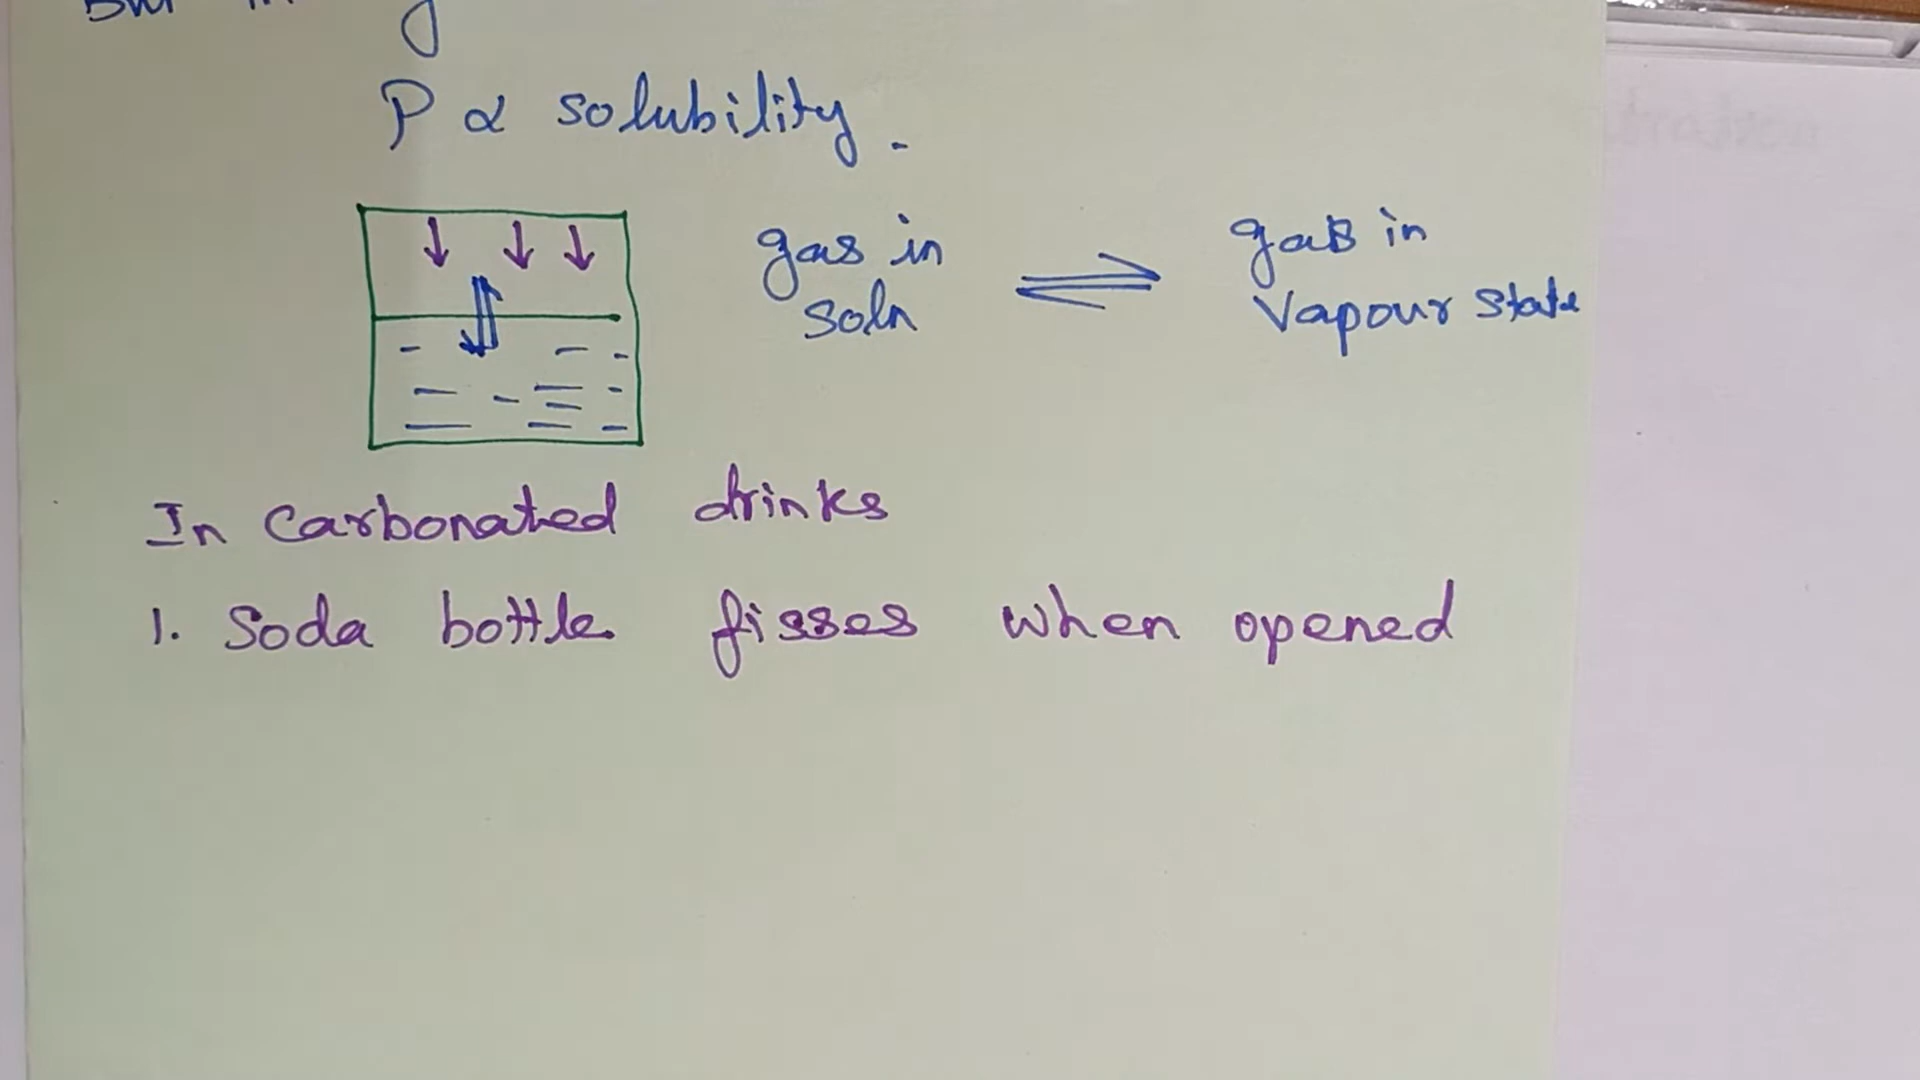 P α solubility.
gas in ⇌ gas in
soln Vapour state
In Carbonated drinks
1. Soda bottle fisses when opened